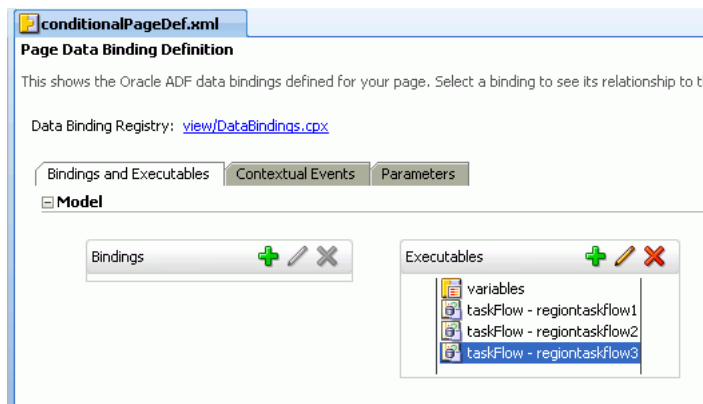 conditionalPageDef.xml
Page Data Binding Definition
This shows the Oracle ADF data bindings defined for your page. Select a binding to see its relationship to
Data Binding Registry: view/DataBindings.cpx
Bindings and Executables Contextual Events Parameters
Model
Bindings Executables
variables
taskFlow - regiontaskflow1
taskFlow - regiontaskflow2
taskFlow - regiontaskflow3